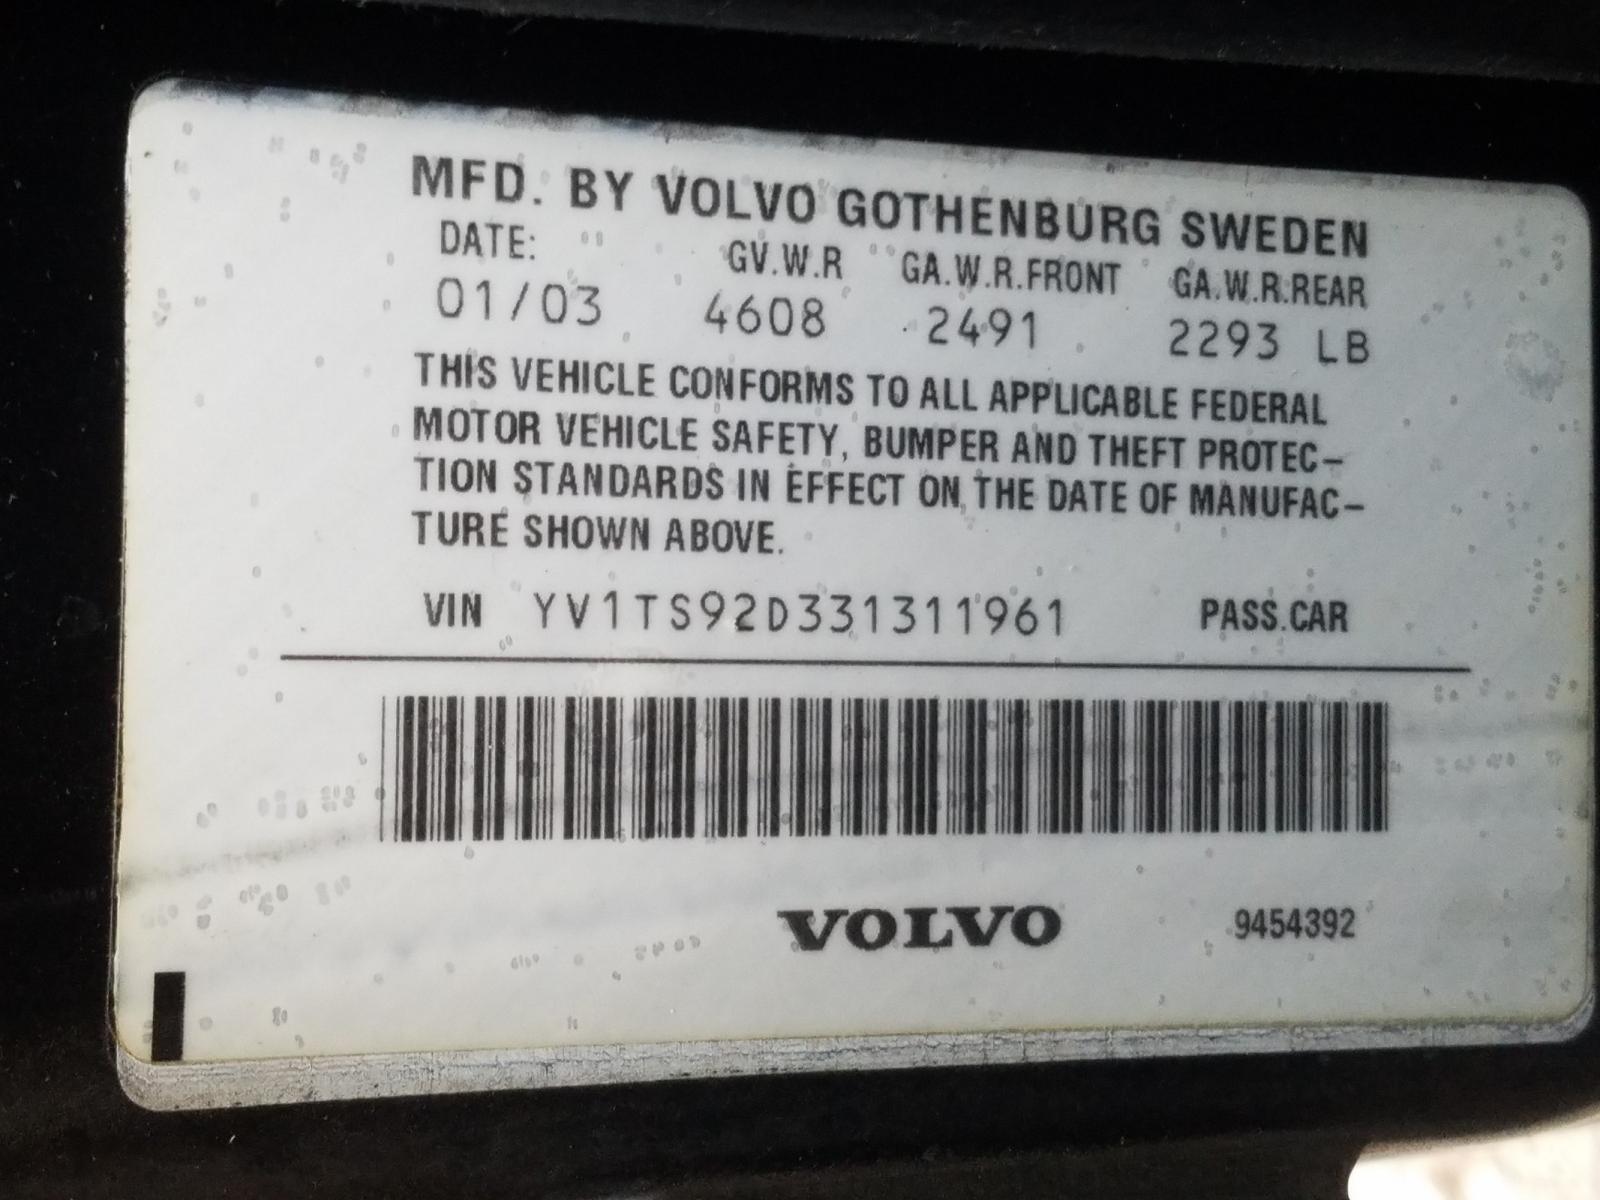 MFD. BY VOLVO GOTHENBURG SWEDEN
DATE: GV.W.R GA.W.R.FRONT GA.W.R.REAR
01/03 4608 2491 2293 LB
THIS VEHICLE CONFORMS TO ALL APPLICABLE FEDERAL
MOTOR VEHICLE SAFETY, BUMPER AND THEFT PROTEC-
TION STANDARDS IN EFFECT ON THE DATE OF MANUFAC-
TURE SHOWN ABOVE.
VIN YV1TS92D331311961 PASS.CAR
VOLVO 9454392